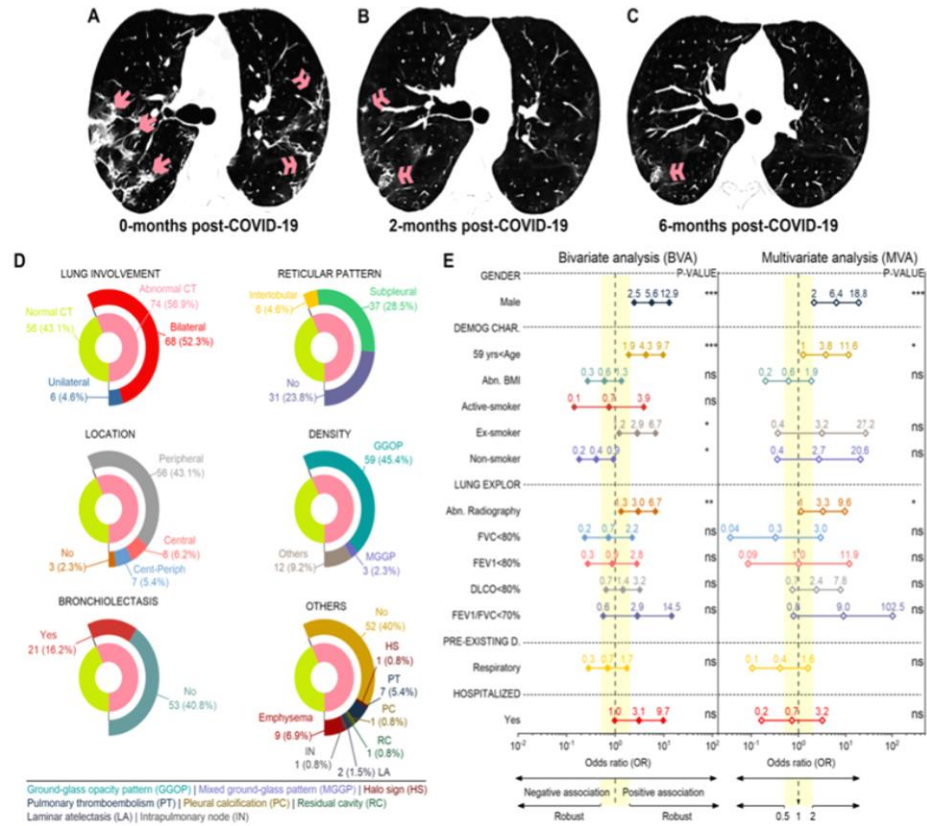 A
B
C
0-months post-COVID-19
2-months post-COVID-19
6-months post-COVID-19
D
LUNG INVOLVEMENT
Abnormal CT
74 (56.9%)
Normal CT
56 (43.1%)
Bilateral
68 (52.3%)
Unilateral
6 (4.6%)
RETICULAR PATTERN
Interlobular
6 (4.6%)
Subpleural
37 (28.5%)
No
31 (23.8%)
LOCATION
Peripheral
56 (43.1%)
Central
8 (6.2%)
No
3 (2.3%)
Cent-Periph
7 (5.4%)
DENSITY
GGOP
59 (45.4%)
Others
12 (9.2%)
MGGP
3 (2.3%)
BRONCHIOLECTASIS
Yes
21 (16.2%)
No
53 (40.8%)
OTHERS
No
52 (40%)
HS
1 (0.8%)
PT
7 (5.4%)
PC
1 (0.8%)
RC
1 (0.8%)
Emphysema
9 (6.9%)
IN
1 (0.8%)
2 (1.5%) LA
Ground-glass opacity pattern (GGOP) | Mixed ground-glass pattern (MGGP) | Halo sign (HS)
Pulmonary thromboembolism (PT) | Pleural calcification (PC) | Residual cavity (RC)
Laminar atelectasis (LA) | Intrapulmonary node (IN)
E
Bivariate analysis (BVA) Multivariate analysis (MVA)
GENDER P-VALUE P-VALUE
Male 2.5 5.6 12.9 *** 2 6.4 18.8 ***
DEMOG CHAR.
59 yrs<Age 1.9 4.3 9.7 *** 1 3.8 11.6 *
Abn. BMI 0.3 0.6 1.3 ns 0.2 0.6 1.9 ns
Active-smoker 0.1 0.7 3.9 ns
Ex-smoker 1.2 2.9 6.7 * 0.4 3.2 27.2 ns
Non-smoker 0.2 0.4 0.9 * 0.4 2.7 20.6 ns
LUNG EXPLOR
Abn. Radiography 1.3 3.0 6.7 ** 1 3.3 9.6 *
FVC<80% 0.2 0.7 2.2 ns 0.04 0.3 3.0 ns
FEV1<80% 0.3 2.8 ns 0.09 1.0 11.9 ns
DLCO<80% 0.7 1.4 3.2 ns 0.7 2.4 7.8 ns
FEV1/FVC<70% 0.6 2.9 14.5 ns 0.8 9.0 102.5 ns
PRE-EXISTING D.
Respiratory 0.3 0.7 1.7 ns 0.1 0.4 1.6 ns
HOSPITALIZED
Yes 1.0 3.1 9.7 ns 0.2 0.7 3.2 ns
10-2 10-1 100 101 102 10-1 100 101 102
Odds ratio (OR) Odds ratio (OR)
Negative association Positive association
Robust Robust 0.5 1 2